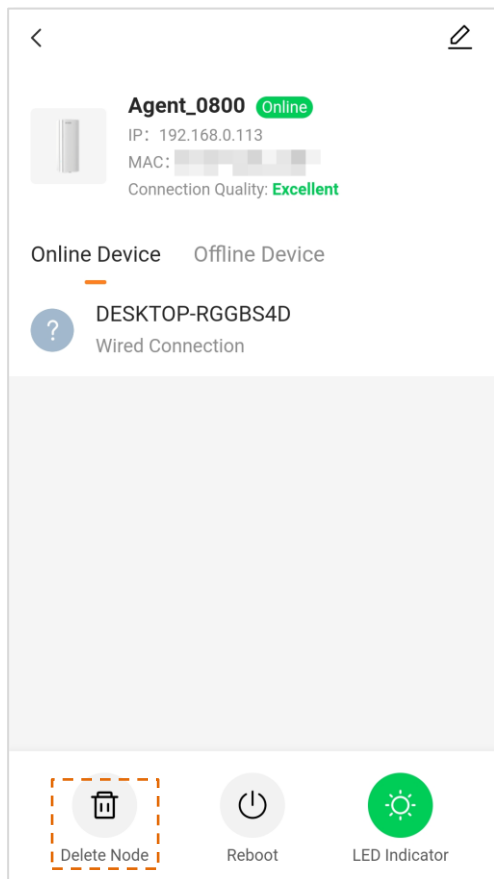 Agent_0800 Online
IP: 192.168.0.113
MAC:
Connection Quality: Excellent
Online Device Offline Device
?
DESKTOP-RGGBS4D
Wired Connection
Delete Node Reboot LED Indicator